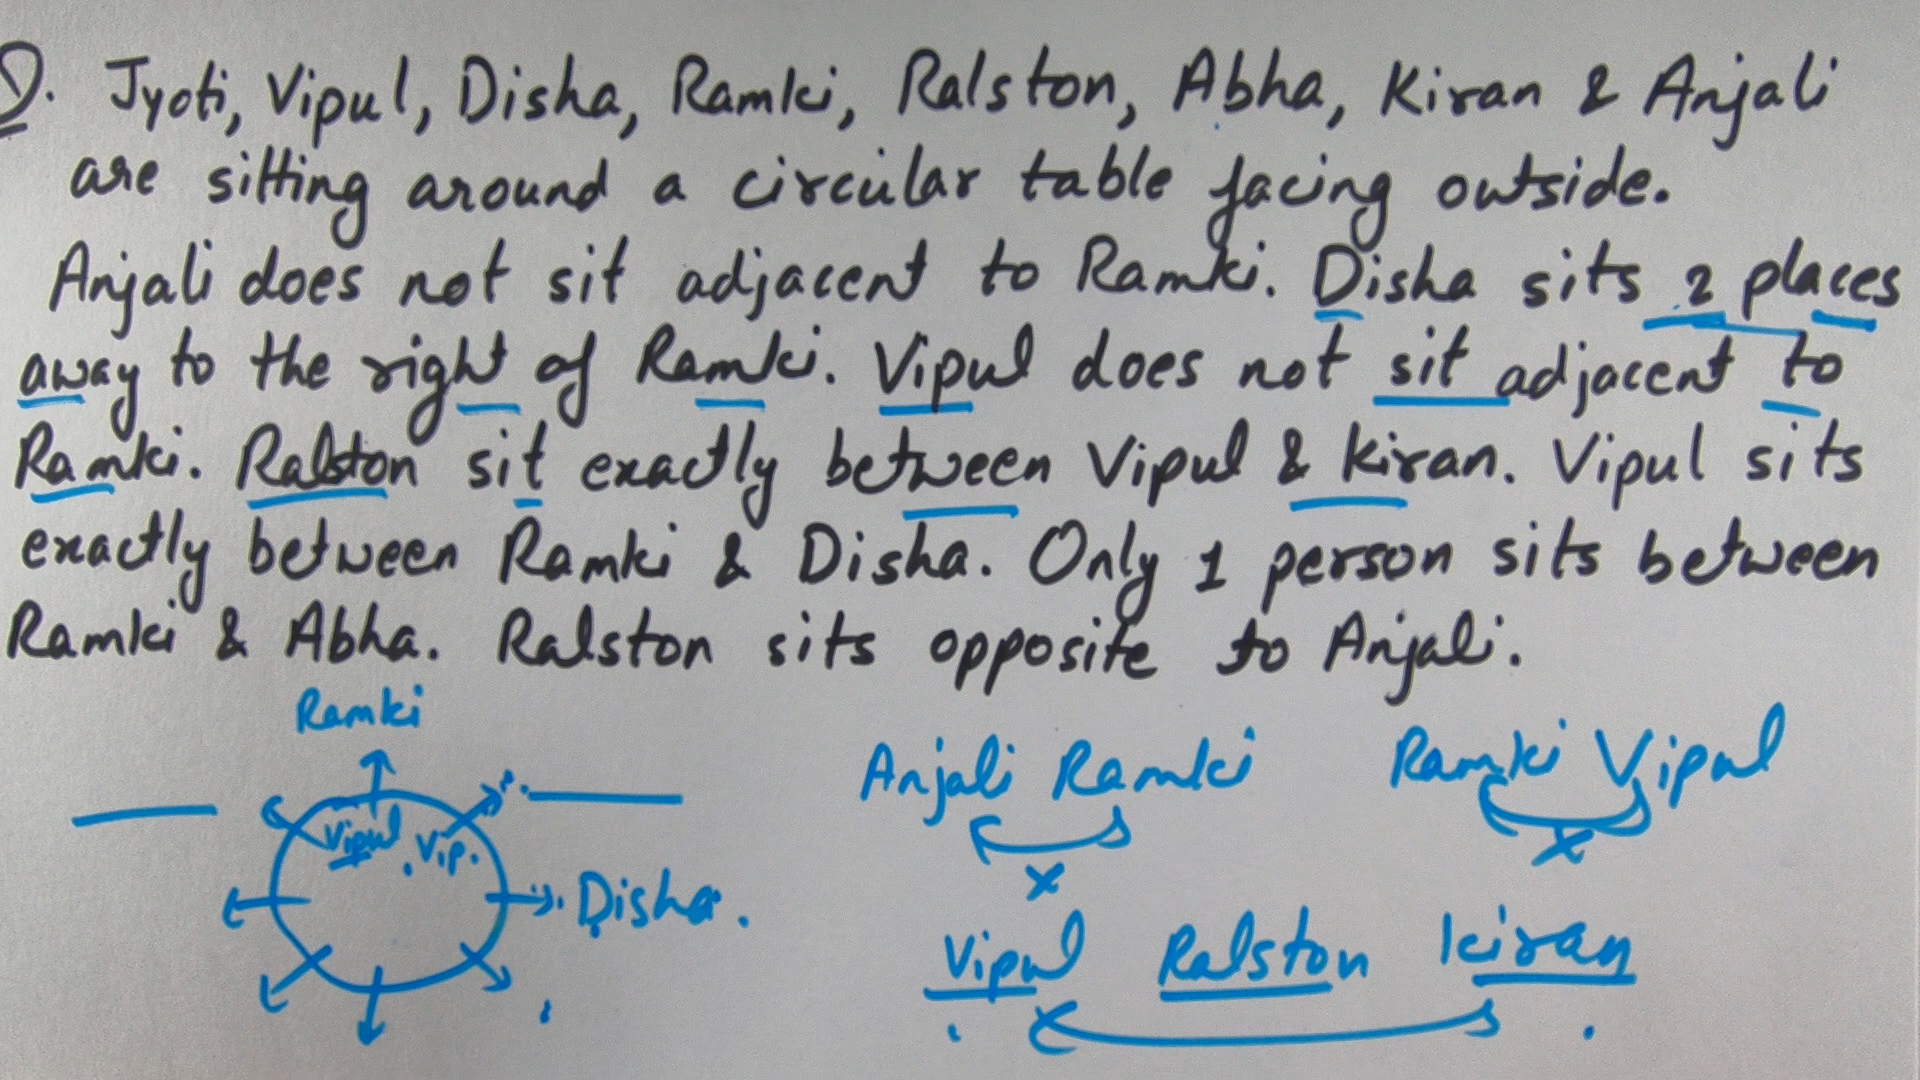 Q. Jyoti, Vipul, Disha, Ramki, Ralston, Abha, Kiran & Anjali
are sitting around a circular table facing outside.
Anjali does not sit adjacent to Ramki. Disha sits 2 places
away to the right of Ramki. Vipul does not sit adjacent to
Ramki. Ralston sit exactly between Vipul & Kiran. Vipul sits
exactly between Ramki & Disha. Only 1 person sits between
Ramki & Abha. Ralston sits opposite to Anjali.
Ramki
Anjali Ramki
Ramki Vipul
x
x
Vipul
Vip.
Disha.
Vipul Ralston Kiran